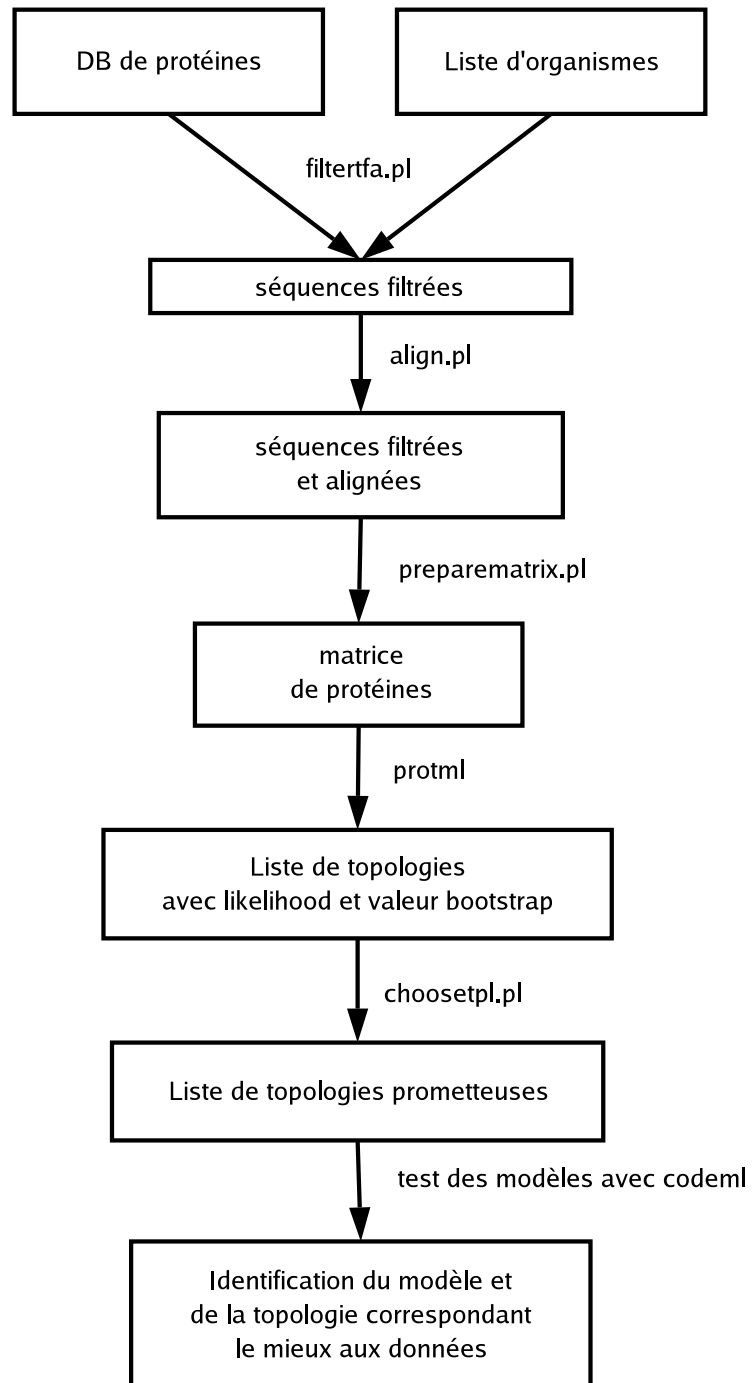 DB de protéines
Liste d'organismes
filtertfa.pl
séquences filtrées
align.pl
séquences filtrées
et alignées
preparematrix.pl
matrice
de protéines
protml
Liste de topologies
avec likelihood et valeur bootstrap
choosetpl.pl
Liste de topologies prometteuses
test des modèles avec codeml
Identification du modèle et
de la topologie correspondant
le mieux aux données